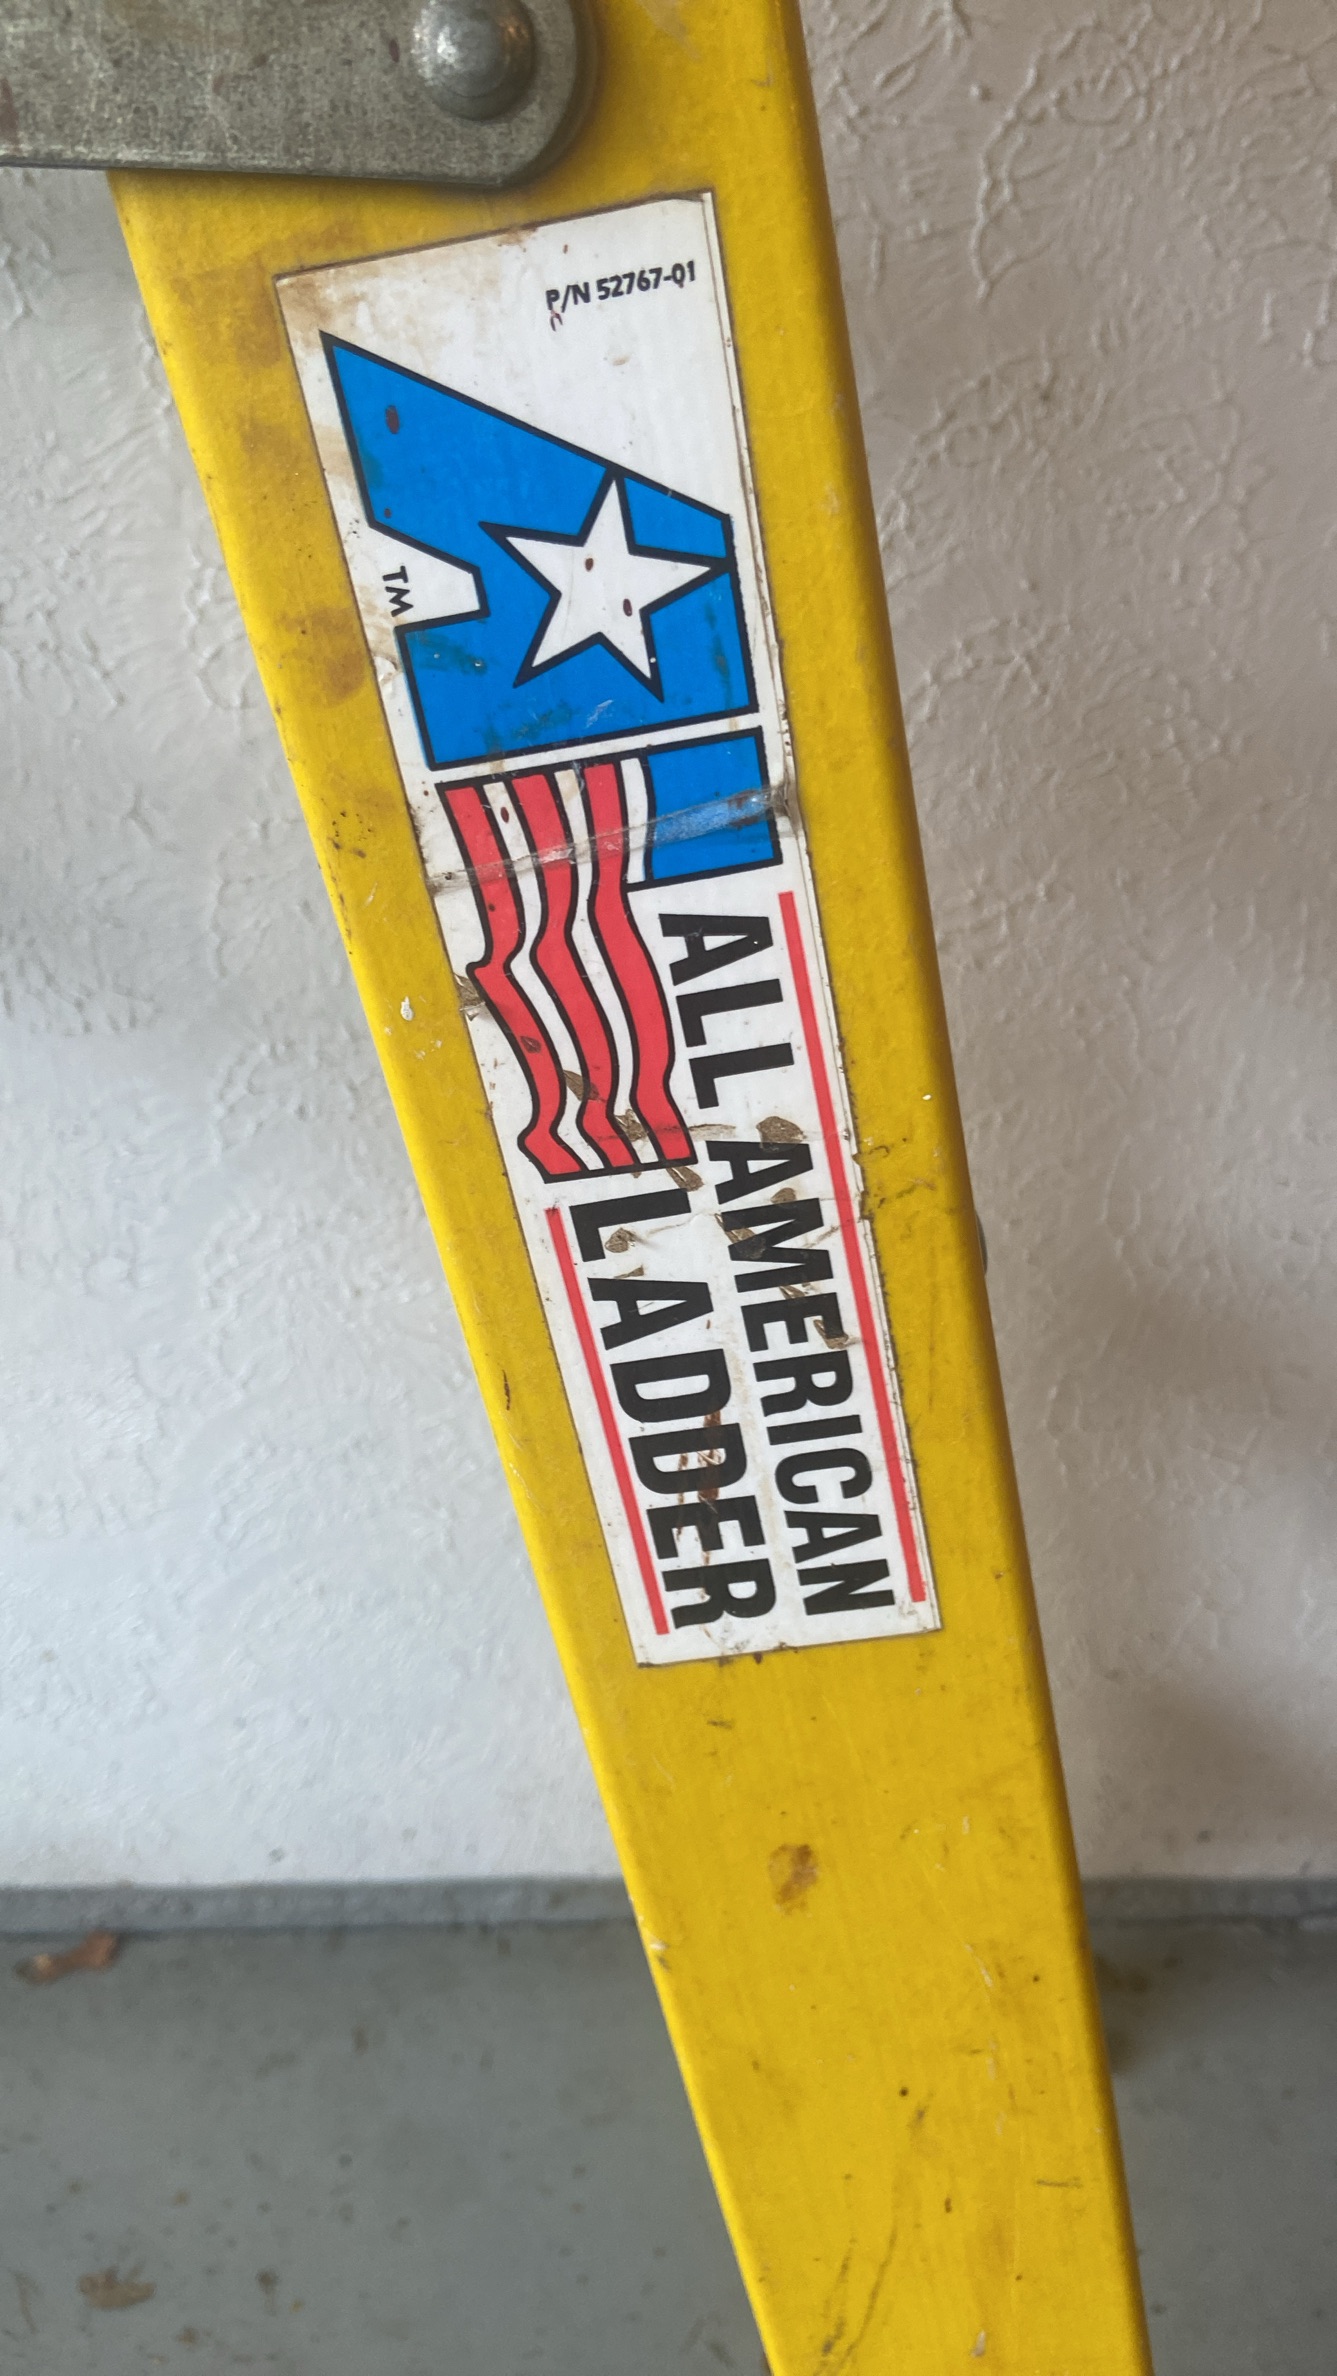 P/N 52767-01
TM
ALL AMERICAN
LADDER